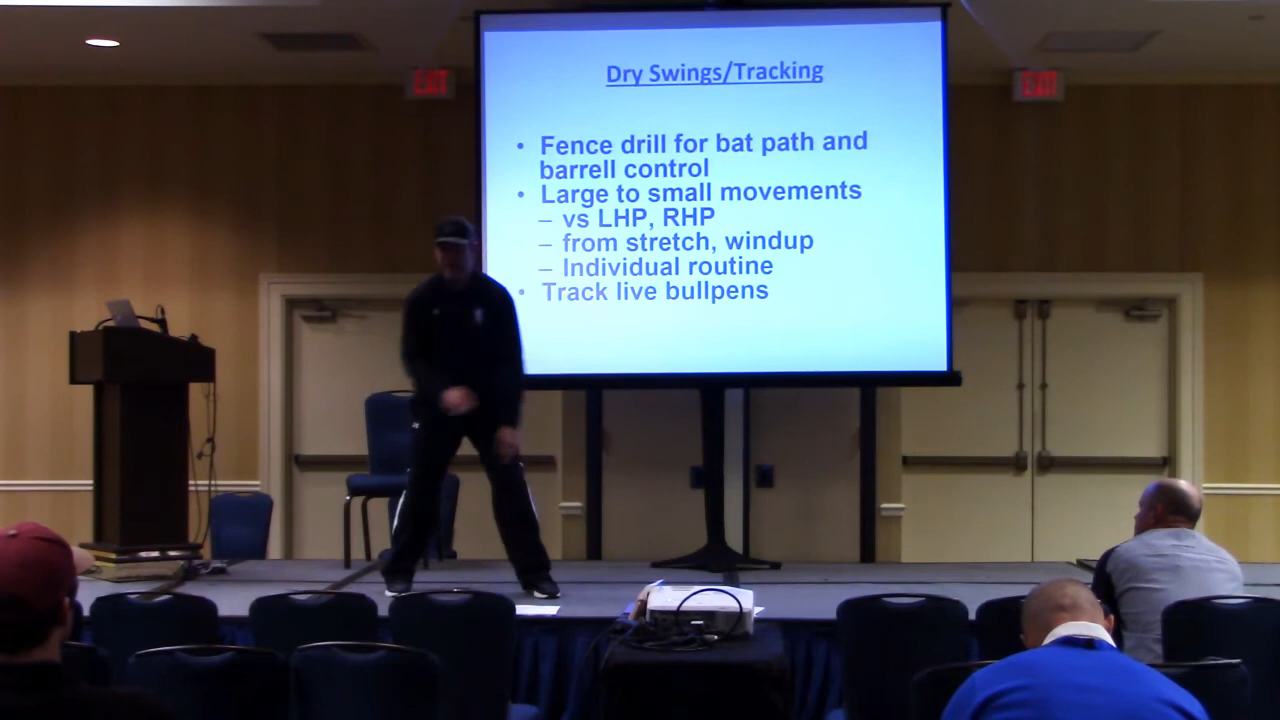 EXIT
EXIT
Dry Swings/Tracking
• Fence drill for bat path and
barrell control
• Large to small movements
– vs LHP, RHP
– from stretch, windup
– Individual routine
• Track live bullpens